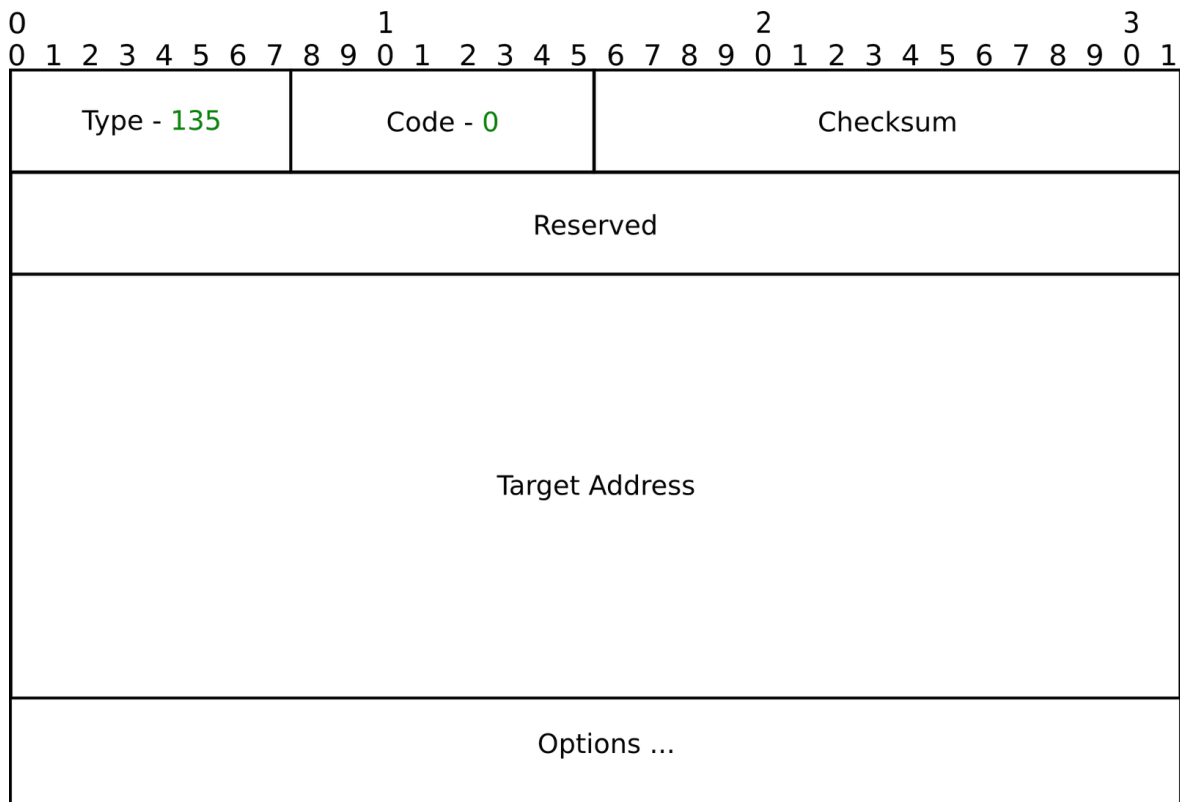 0 1 2 3
0 1 2 3 4 5 6 7 8 9 0 1 2 3 4 5 6 7 8 9 0 1 2 3 4 5 6 7 8 9 0 1
Type - 135 Code - 0 Checksum
Reserved
Target Address
Options ...